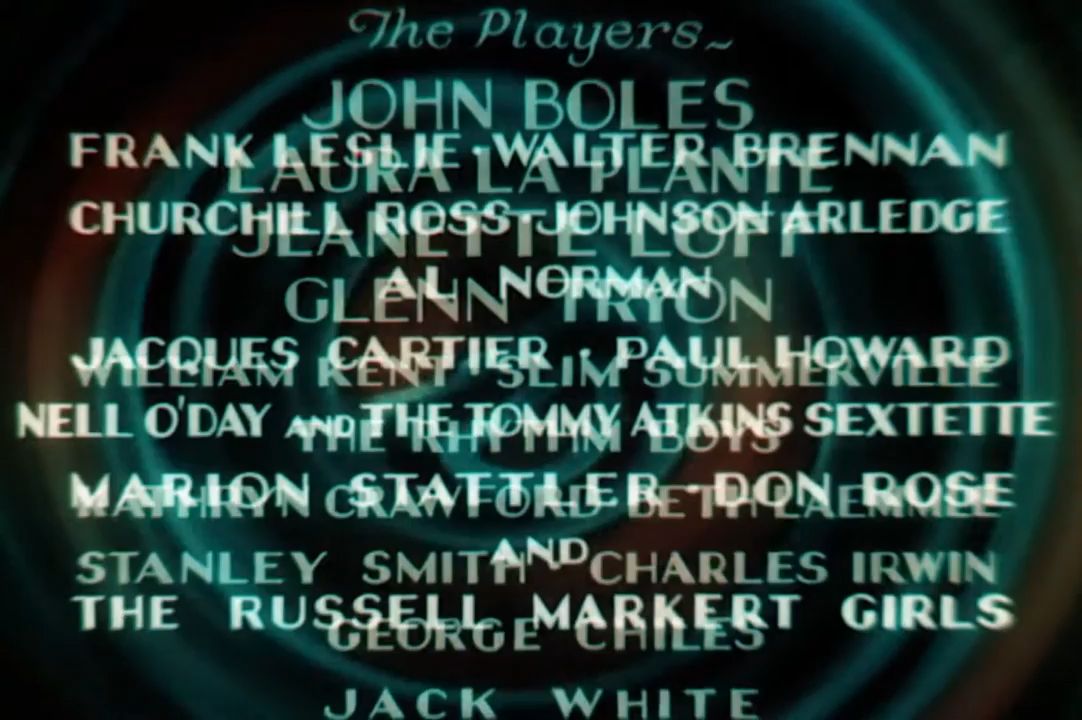 The Players~
JOHN BOLES
FRANK LESLIE · WALTER BRENNAN
LAURA LA PLANTE
CHURCHILL ROSS · JOHNSON ARLEDGE
JEANETTE LOFF
AL NORMAN
GLENN TRYON
JACQUES CARTIER · PAUL HOWARD
WILLIAM KENT SLIM SUMMERVILLE
NELL O'DAY AND THE TOMMY ATKINS SEXTETTE
THE RHYTHM BOYS
MARION STATTLER · DON ROSE
KATHRYN CRAWFORD BETH LAEMMLE
AND
STANLEY SMITH CHARLES IRWIN
THE RUSSELL MARKERT GIRLS
GEORGE CHILES
JACK WHITE